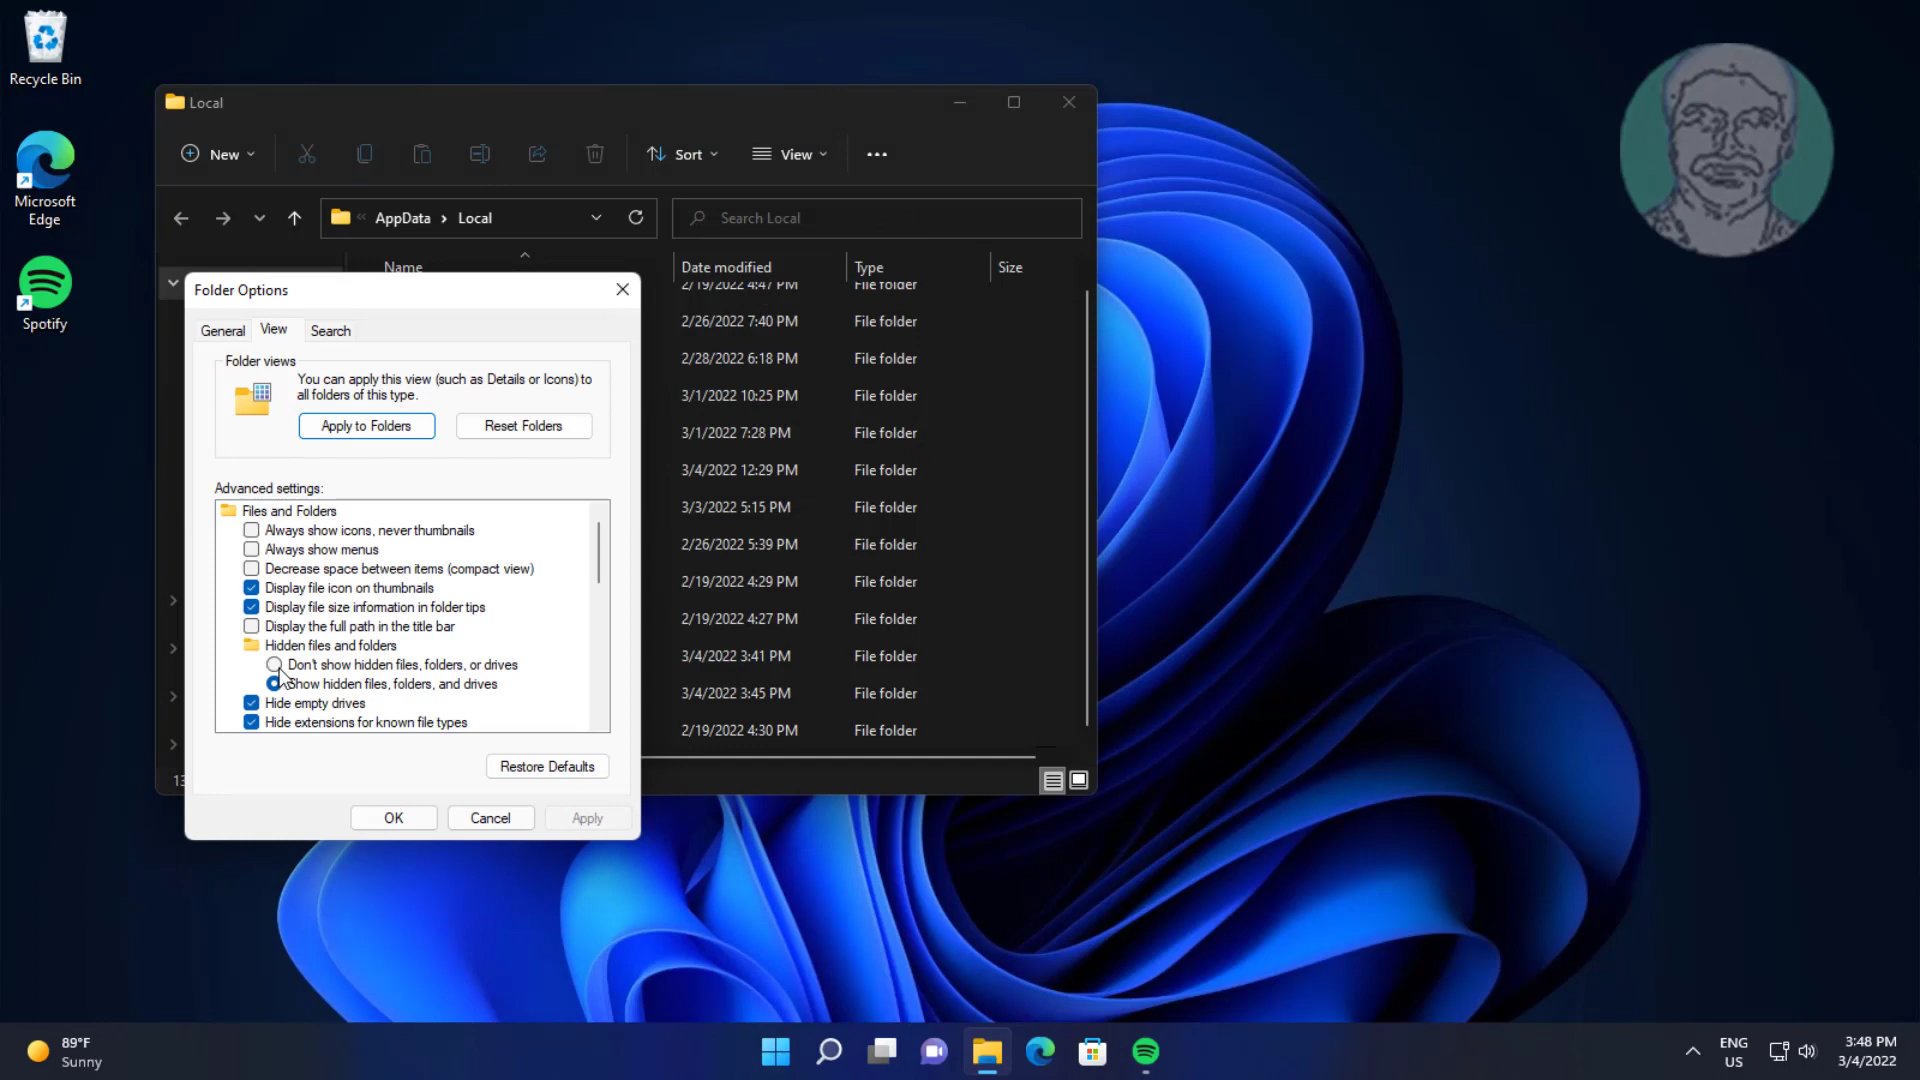 Recycle Bin
Microsoft
Edge
Spotify
Local
New
Sort
View
AppData
Local
Search Local
Name
Date modified
Type
Size
2/19/2022 4:47 PM
File folder
2/26/2022 7:40 PM
File folder
2/28/2022 6:18 PM
File folder
3/1/2022 10:25 PM
File folder
3/1/2022 7:28 PM
File folder
3/4/2022 12:29 PM
File folder
3/3/2022 5:15 PM
File folder
2/26/2022 5:39 PM
File folder
2/19/2022 4:29 PM
File folder
2/19/2022 4:27 PM
File folder
3/4/2022 3:41 PM
File folder
3/4/2022 3:45 PM
File folder
2/19/2022 4:30 PM
File folder
Folder Options
General
View
Search
Folder views
You can apply this view (such as Details or Icons) to
all folders of this type.
Apply to Folders
Reset Folders
Advanced settings:
Files and Folders
Always show icons, never thumbnails
Always show menus
Decrease space between items (compact view)
Display file icon on thumbnails
Display file size information in folder tips
Display the full path in the title bar
Hidden files and folders
Don't show hidden files, folders, or drives
Show hidden files, folders, and drives
Hide empty drives
Hide extensions for known file types
Restore Defaults
OK
Cancel
Apply
89°F
Sunny
ENG
US
3:48 PM
3/4/2022